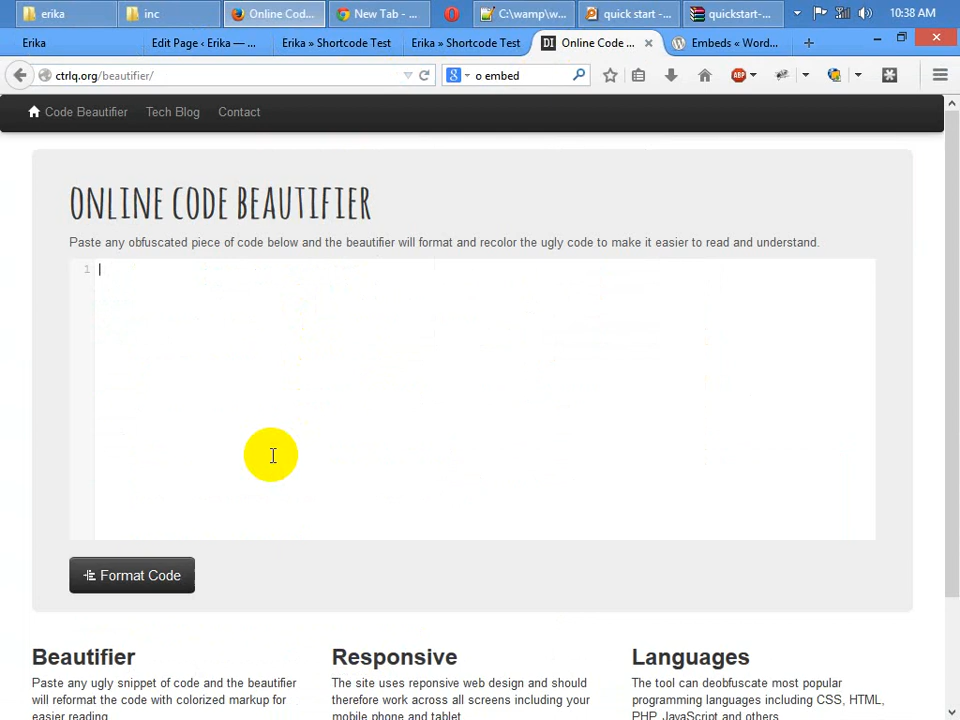 erika
inc
Online Cod...
New Tab - ...
C:\wamp\w...
quick start -...
quickstart-...
10:38 AM
Erika
Edit Page ‹ Erika — ...
Erika » Shortcode Test
Erika » Shortcode Test
DI Online Code ...
Embeds « Word...
ctrlq.org/beautifier/
o embed
ABP
Code Beautifier
Tech Blog
Contact
ONLINE CODE BEAUTIFIER
Paste any obfuscated piece of code below and the beautifier will format and recolor the ugly code to make it easier to read and understand.
1
Format Code
Beautifier
Paste any ugly snippet of code and the beautifier
will reformat the code with colorized markup for
easier reading
Responsive
The site uses reponsive web design and should
therefore work across all screens including your
mobile phone and tablet
Languages
The tool can deobfuscate most popular
programming languages including CSS, HTML,
PHP, JavaScript and others